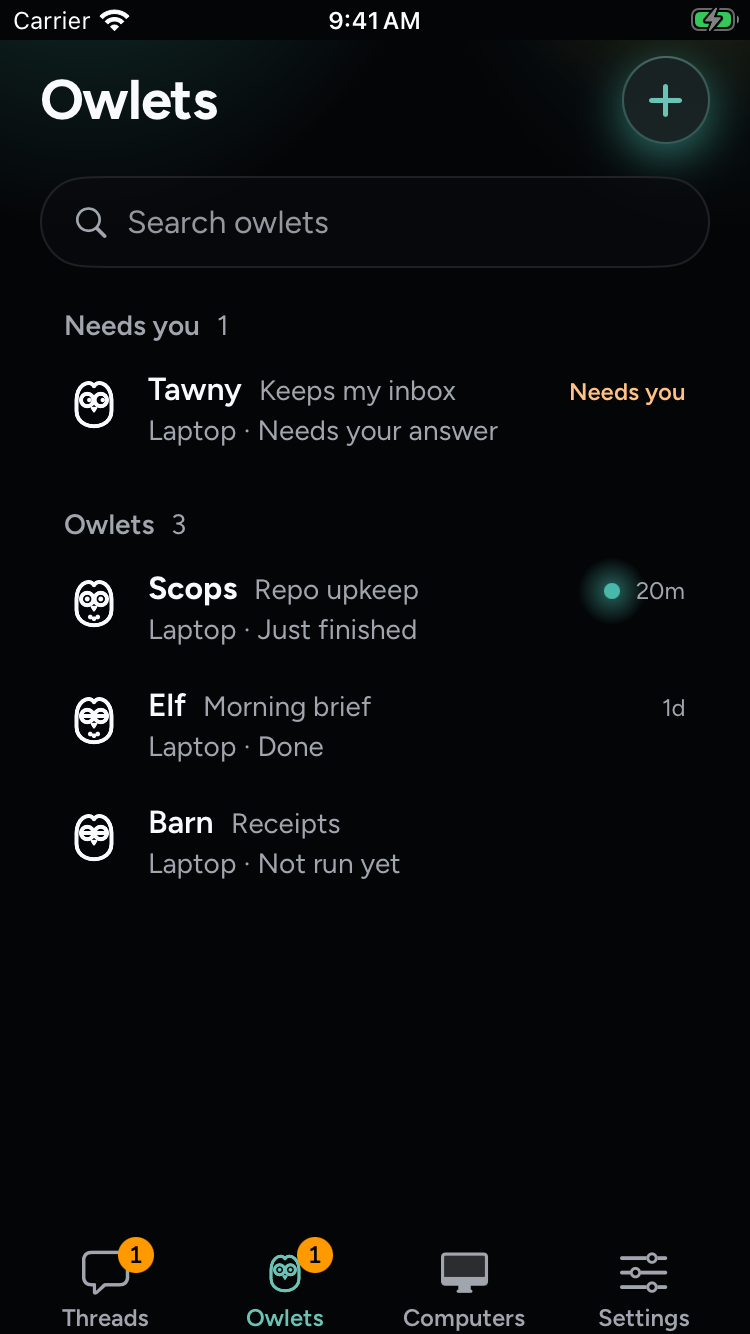 Carrier 9:41 AM
Owlets
Search owlets
Needs you 1
Tawny Keeps my inbox Needs you
Laptop · Needs your answer
Owlets 3
Scops Repo upkeep 20m
Laptop · Just finished
Elf Morning brief 1d
Laptop · Done
Barn Receipts
Laptop · Not run yet
1 1
Threads Owlets Computers Settings